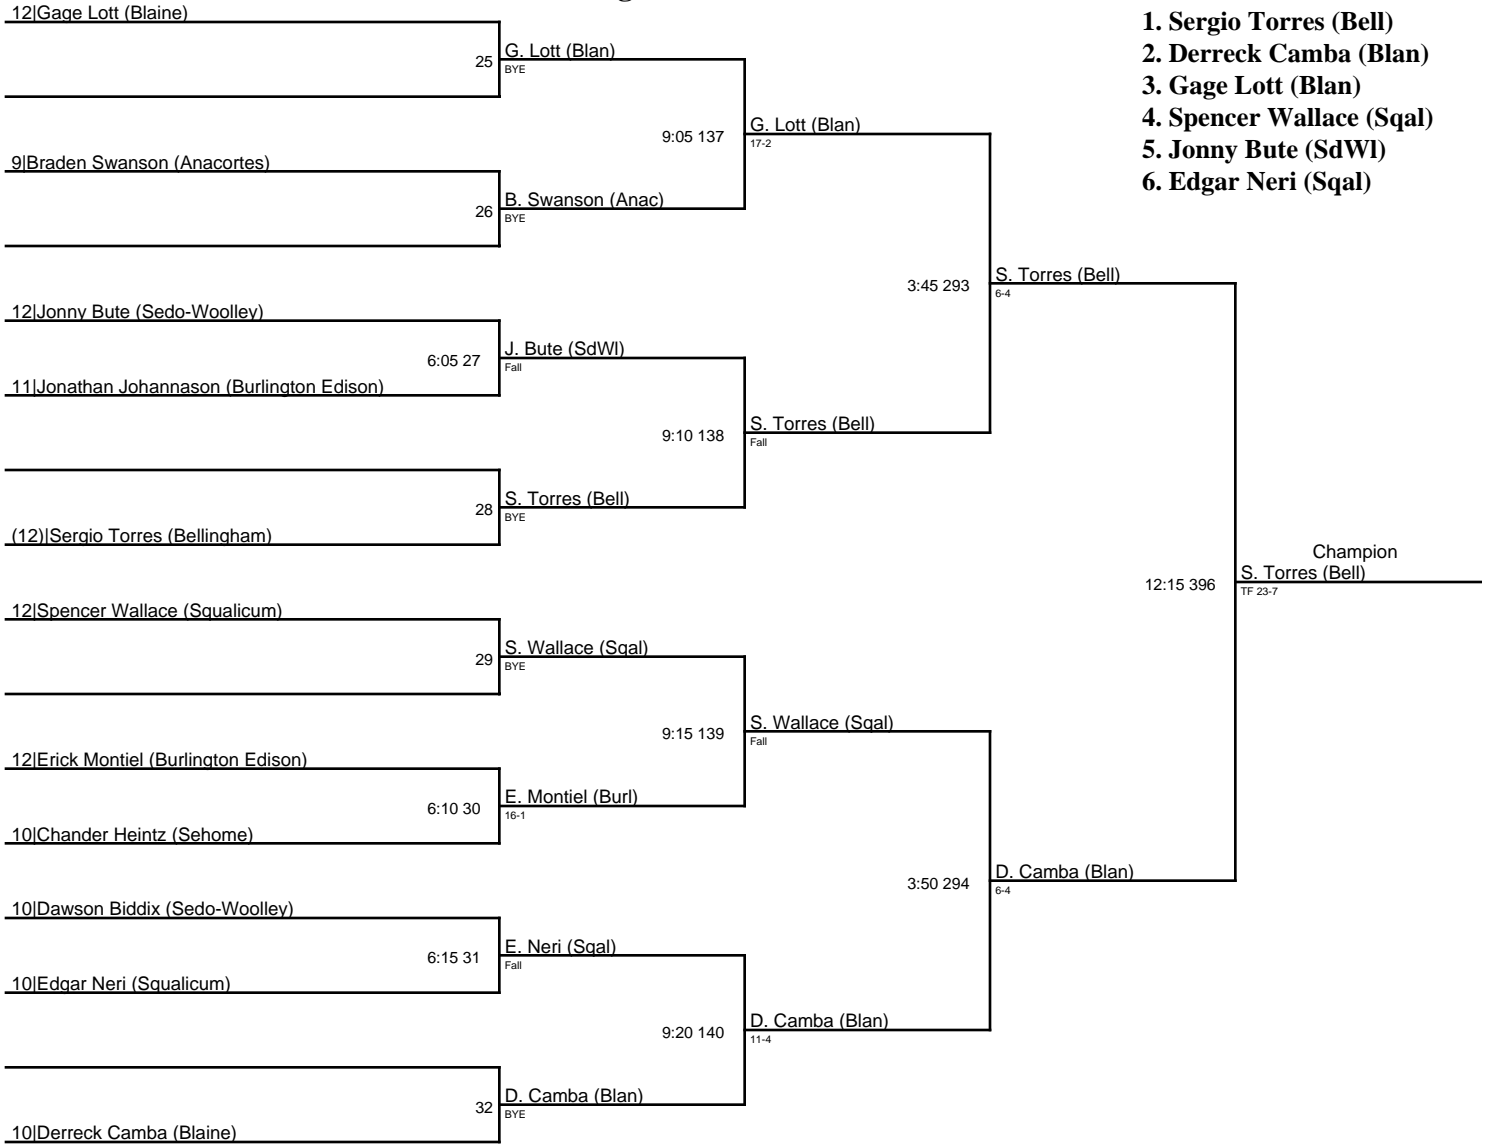 12|Gage Lott (Blaine)
25
G. Lott (Blan)
BYE
9:05 137
G. Lott (Blan)
17-2
9|Braden Swanson (Anacortes)
26
B. Swanson (Anac)
BYE
3:45 293
S. Torres (Bell)
6-4
12|Jonny Bute (Sedo-Woolley)
6:05 27
J. Bute (SdWl)
Fall
11|Jonathan Johannason (Burlington Edison)
9:10 138
S. Torres (Bell)
Fall
28
S. Torres (Bell)
BYE
(12)|Sergio Torres (Bellingham)
12:15 396
Champion
S. Torres (Bell)
TF 23-7
12|Spencer Wallace (Squalicum)
29
S. Wallace (Sqal)
BYE
9:15 139
S. Wallace (Sqal)
Fall
12|Erick Montiel (Burlington Edison)
6:10 30
E. Montiel (Burl)
16-1
10|Chander Heintz (Sehome)
3:50 294
D. Camba (Blan)
6-4
10|Dawson Biddix (Sedo-Woolley)
6:15 31
E. Neri (Sqal)
Fall
10|Edgar Neri (Squalicum)
9:20 140
D. Camba (Blan)
11-4
32
D. Camba (Blan)
BYE
10|Derreck Camba (Blaine)
1. Sergio Torres (Bell)
2. Derreck Camba (Blan)
3. Gage Lott (Blan)
4. Spencer Wallace (Sqal)
5. Jonny Bute (SdWl)
6. Edgar Neri (Sqal)